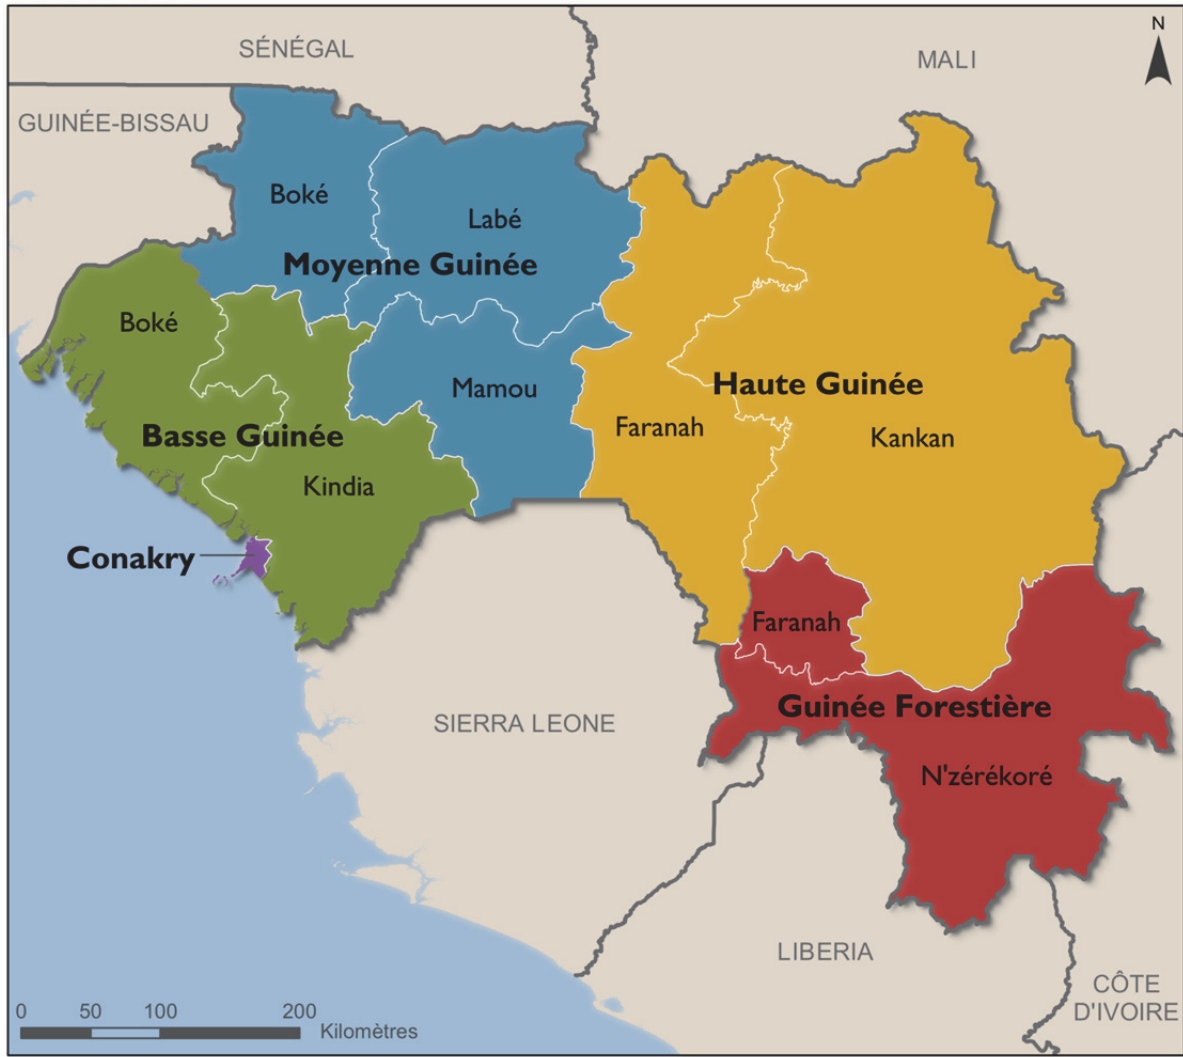 N
SÉNÉGAL
MALI
GUINÉE-BISSAU
Boké
Labé
Moyenne Guinée
Boké
Mamou
Haute Guinée
Basse Guinée
Faranah
Kankan
Kindia
Conakry
Faranah
Guinée Forestière
SIERRA LEONE
N'zérékoré
LIBERIA
CÔTE
D'IVOIRE
0 50 100 200
Kilomètres